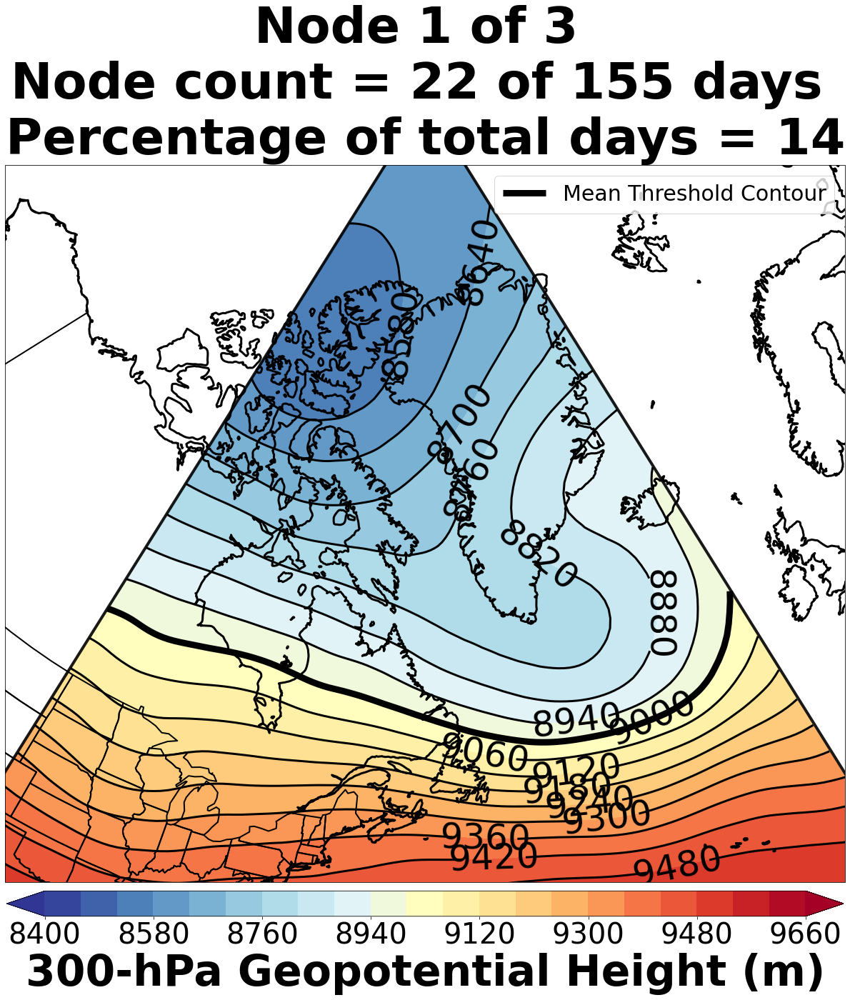 Node 1 of 3
Node count = 22 of 155 days
Percentage of total days = 14
Mean Threshold Contour
8640
8580
8700
8760
8820
8880
8940
9000
9060
9120
9180
9240
9300
9360
9420
9480
8400 8580 8760 8940 9120 9300 9480 9660
300-hPa Geopotential Height (m)